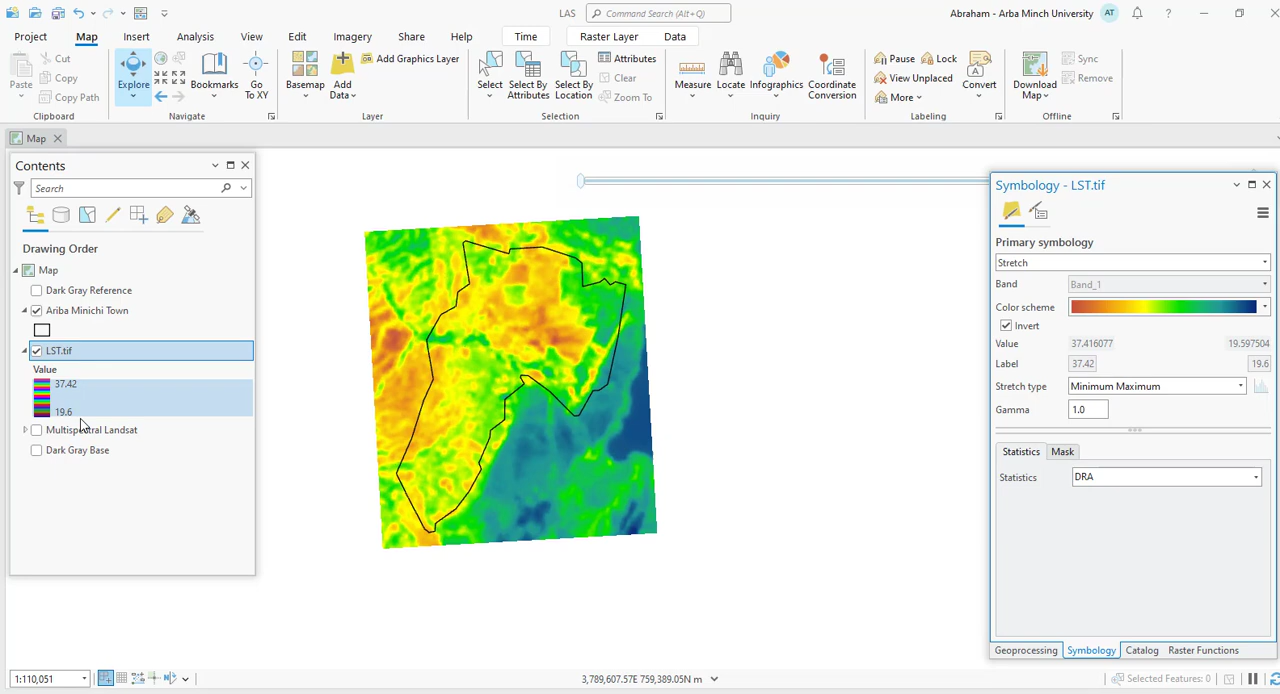 LAS
Command Search (Alt+Q)
Abraham - Arba Minch University
AT
Project
Map
Insert
Analysis
View
Edit
Imagery
Share
Help
Time
Raster Layer
Data
Paste
Cut
Copy
Copy Path
Clipboard
Explore
Bookmarks
Go To XY
Navigate
Basemap
Add Data
Add Graphics Layer
Layer
Select
Select By Attributes
Select By Location
Attributes
Clear
Zoom To
Selection
Measure
Locate
Infographics
Coordinate Conversion
Inquiry
Pause
Lock
View Unplaced
More
Convert
Labeling
Download Map
Sync
Remove
Offline
Map
Contents
Search
Drawing Order
Map
Dark Gray Reference
Ariba Minichi Town
LST.tif
Value
37.42
19.6
Multispectral Landsat
Dark Gray Base
Symbology - LST.tif
Primary symbology
Stretch
Band Band_1
Color scheme
Invert
Value 37.416077 19.597504
Label 37.42 19.6
Stretch type Minimum Maximum
Gamma 1.0
Statistics Mask
Statistics DRA
Geoprocessing Symbology Catalog Raster Functions
1:110,051
3,789,607.57E 759,389.05N m
Selected Features: 0